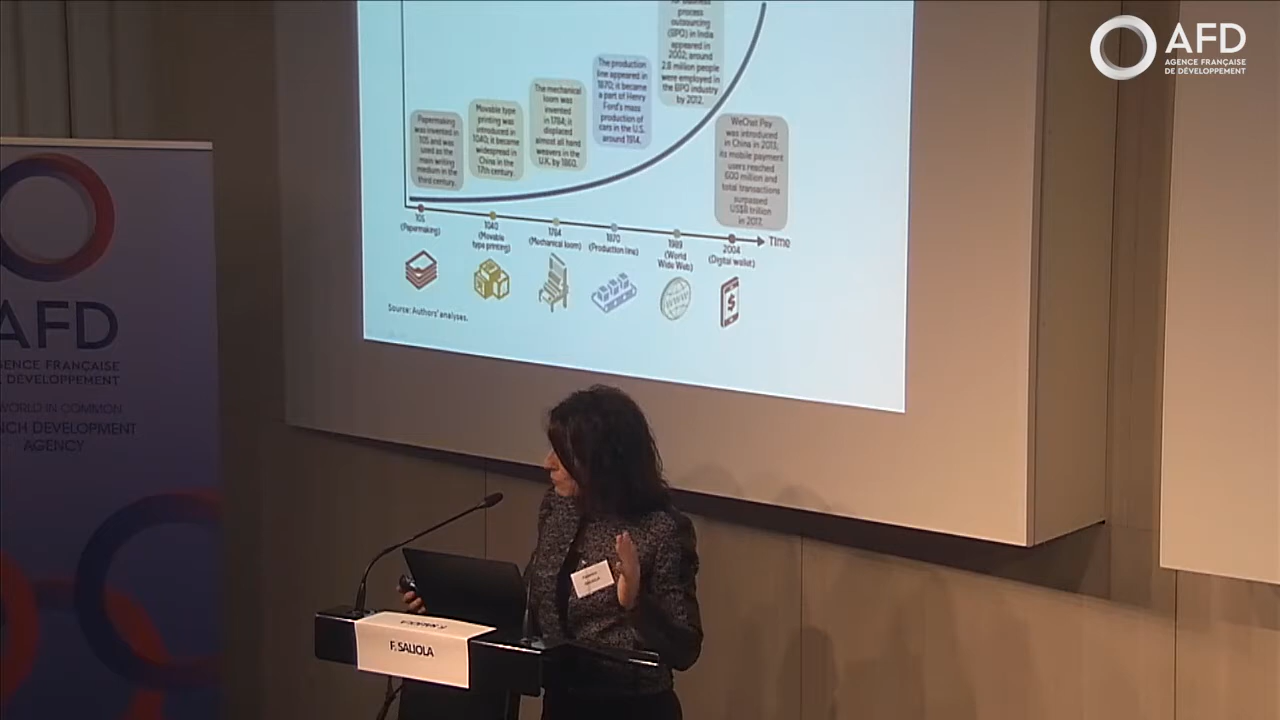 AFD
AGENCE FRANÇAISE
DE DÉVELOPPEMENT
process
outsourcing
(BPO) in India
appeared in
2002; around
2.8 million people
were employed in
the BPO industry
by 2012.
The production
line appeared in
1870; it became
a part of Henry
Ford's mass
production of
cars in the U.S.
around 1914.
The mechanical
loom was
invented
in 1784; it
displaced
almost all hand
weavers in the
U.K. by 1860.
Movable type
printing was
introduced in
1040; it became
widespread in
China in the
17th century.
Papermaking
was invented in
105 and was
used as the
main writing
medium in the
third century.
WeChat Pay
was introduced
in China in 2013;
its mobile payment
users reached
600 million and
total transactions
surpassed
US$8 trillion
in 2017.
105
(Papermaking)
1040
(Movable
type printing)
1784
(Mechanical loom)
1870
(Production line)
1989
(World
Wide Web)
2004
(Digital wallet)
Time
WWW
$
Source: Authors' analyses.
AFD
ENCE FRANÇAISE
DÉVELOPPEMENT
WORLD IN COMMON
NCH DEVELOPMENT
AGENCY
F. SALIOLA
F. SALIOLA